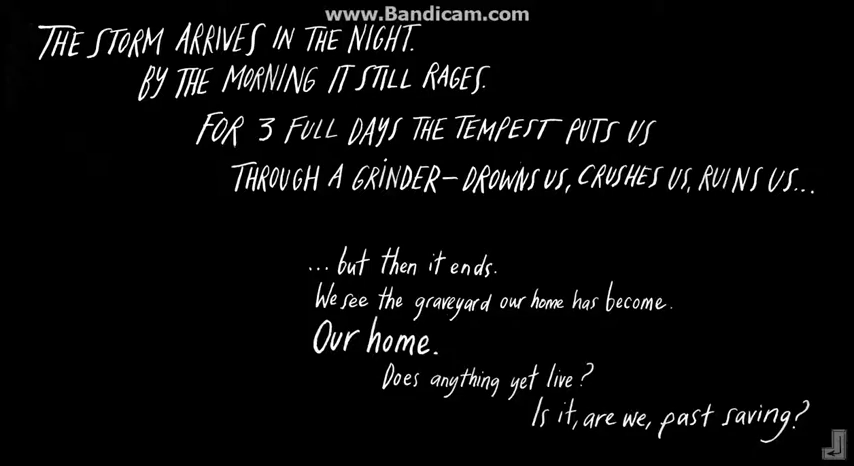 www.Bandicam.com
THE STORM ARRIVES IN THE NIGHT.
BY THE MORNING IT STILL RAGES.
FOR 3 FULL DAYS THE TEMPEST PUTS US
THROUGH A GRINDER– DROWNS US, CRUSHES US, RUINS US...
...but then it ends.
We see the graveyard our home has become.
Our home.
Does anything yet live?
Is it, are we, past saving?